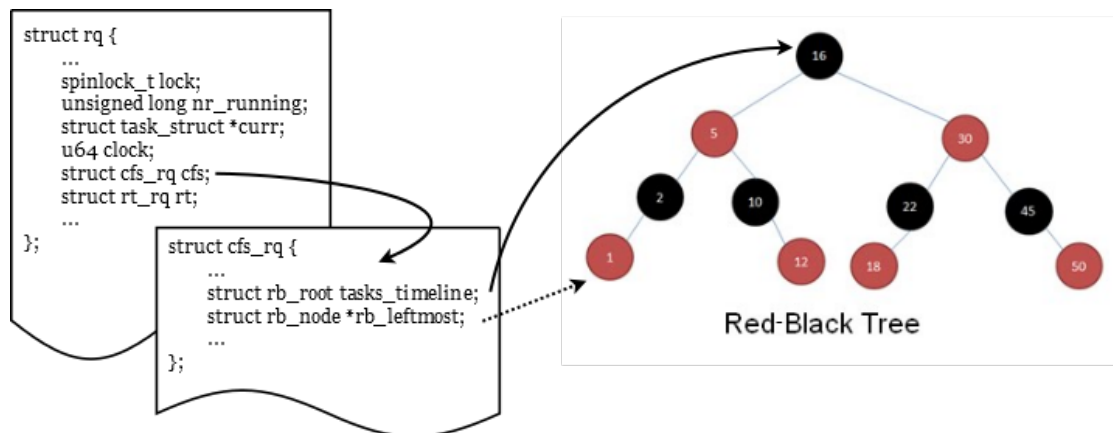 struct rq {
...
spinlock_t lock;
unsigned long nr_running;
struct task_struct *curr;
u64 clock;
struct cfs_rq cfs;
struct rt_rq rt;
...
};
struct cfs_rq {
...
struct rb_root tasks_timeline;
struct rb_node *rb_leftmost;
...
};
16
5
30
2
10
22
45
1
12
18
50
Red-Black Tree